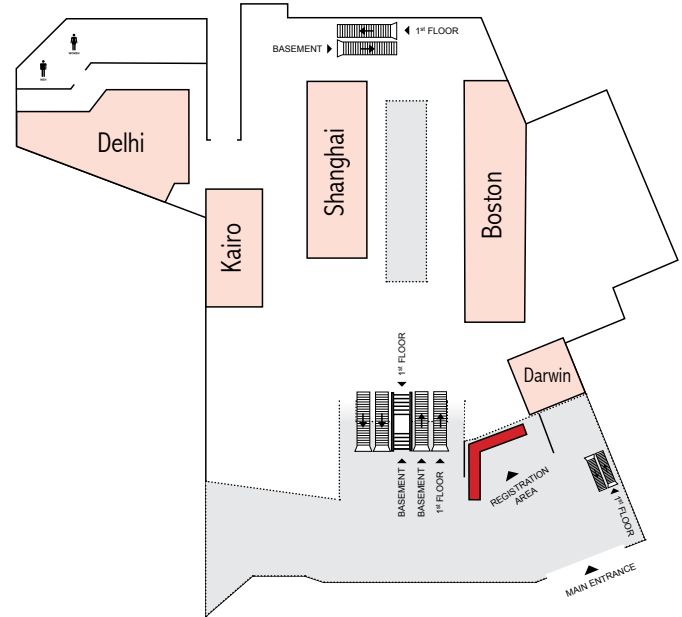 1st FLOOR
BASEMENT
Delhi
Shanghai
Boston
Kairo
1st FLOOR
Darwin
BASEMENT
BASEMENT
1st FLOOR
REGISTRATION
AREA
1st FLOOR
MAIN ENTRANCE